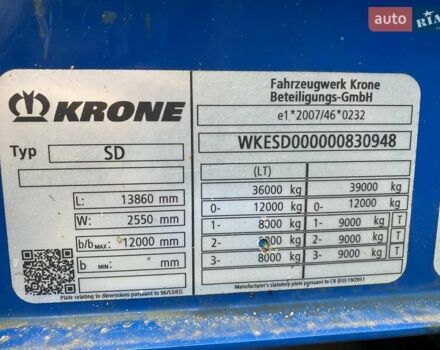 auto RIA
KRONE
Typ SD
L: 13860 mm
W: 2550 mm
b/b MAX: 12000 mm
b MIN: mm
Plate relating to dimensions pursuant to 96/53/EG
Fahrzeugwerk Krone
Beteiligungs-GmbH
e1*2007/46*0232
WKESD000000830948
(LT)
36000 kg 39000 kg
0- 12000 kg 0- 12000 kg
1- 8000 kg 1- 9000 kg T
2- kg 2- 9000 kg T
3- 8000 kg 3- 9000 kg T
Manufacturer's statutory plate pursuant to CR (EU) 19/2011